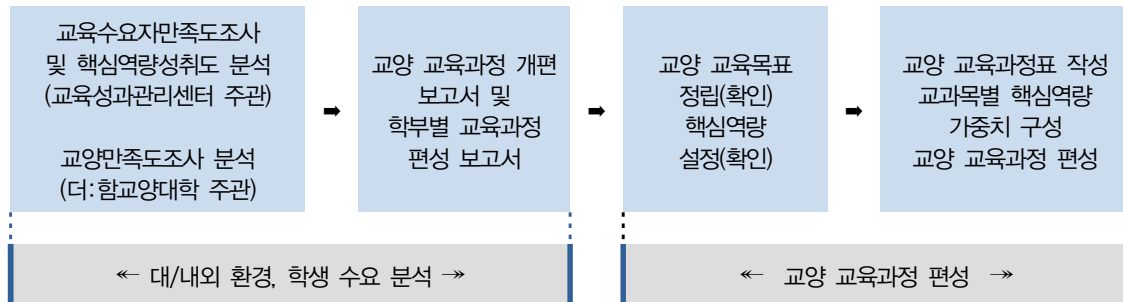 교육수요자만족도조사
및 핵심역량성취도 분석
(교육성과관리센터 주관)
교양만족도조사 분석
(더:함교양대학 주관)
➡
교양 교육과정 개편
보고서 및
학부별 교육과정
편성 보고서
➡
교양 교육목표
정립(확인)
핵심역량
설정(확인)
➡
교양 교육과정표 작성
교과목별 핵심역량
가중치 구성
교양 교육과정 편성
↞ 대/내외 환경, 학생 수요 분석 ↠
↞ 교양 교육과정 편성 ↠